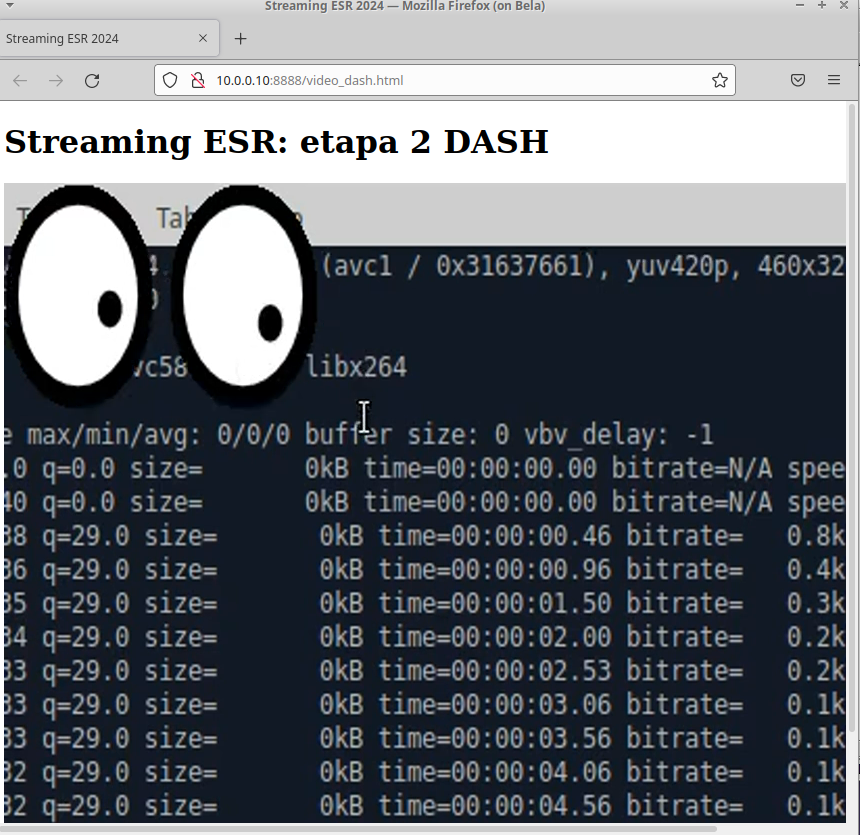 Streaming ESR 2024 — Mozilla Firefox (on Bela)
Streaming ESR 2024
10.0.0.10:8888/video_dash.html
Streaming ESR: etapa 2 DASH
T Tab o
4 (avc1 / 0x31637661), yuv420p, 460x32
vc58 libx264
e max/min/avg: 0/0/0 buffer size: 0 vbv_delay: -1
.0 q=0.0 size= 0kB time=00:00:00.00 bitrate=N/A spee
40 q=0.0 size= 0kB time=00:00:00.00 bitrate=N/A spee
38 q=29.0 size= 0kB time=00:00:00.46 bitrate= 0.8k
36 q=29.0 size= 0kB time=00:00:00.96 bitrate= 0.4k
35 q=29.0 size= 0kB time=00:00:01.50 bitrate= 0.3k
34 q=29.0 size= 0kB time=00:00:02.00 bitrate= 0.2k
33 q=29.0 size= 0kB time=00:00:02.53 bitrate= 0.2k
33 q=29.0 size= 0kB time=00:00:03.06 bitrate= 0.1k
33 q=29.0 size= 0kB time=00:00:03.56 bitrate= 0.1k
32 q=29.0 size= 0kB time=00:00:04.06 bitrate= 0.1k
32 q=29.0 size= 0kB time=00:00:04.56 bitrate= 0.1k